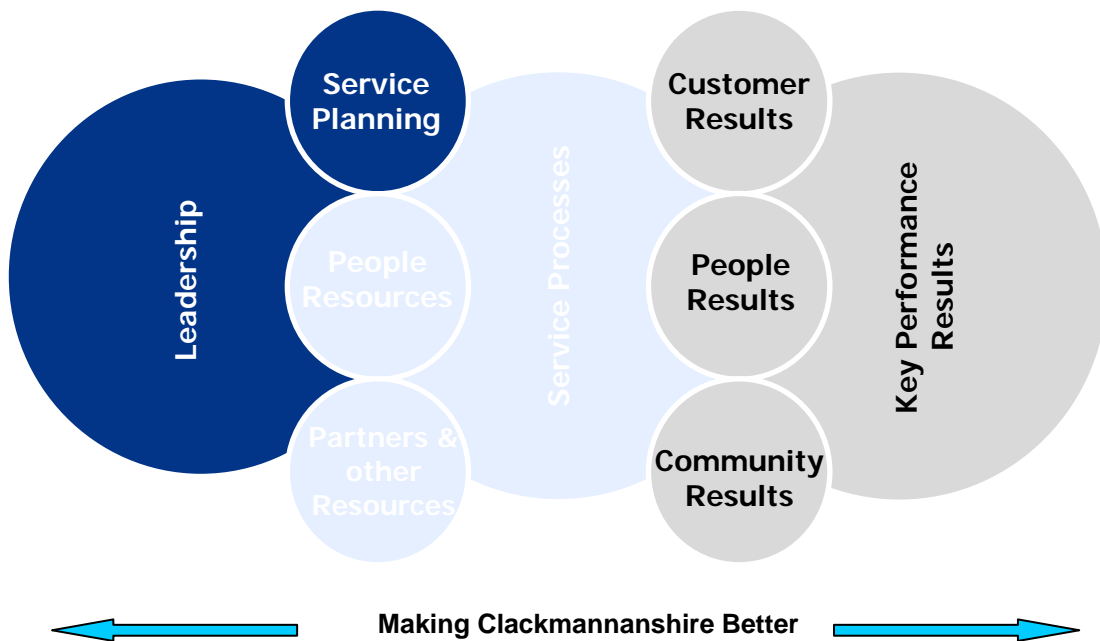 Leadership
Service
Planning
People
Resources
Partners &
other
Resources
Service Processes
Customer
Results
People
Results
Community
Results
Key Performance
Results
Making Clackmannanshire Better